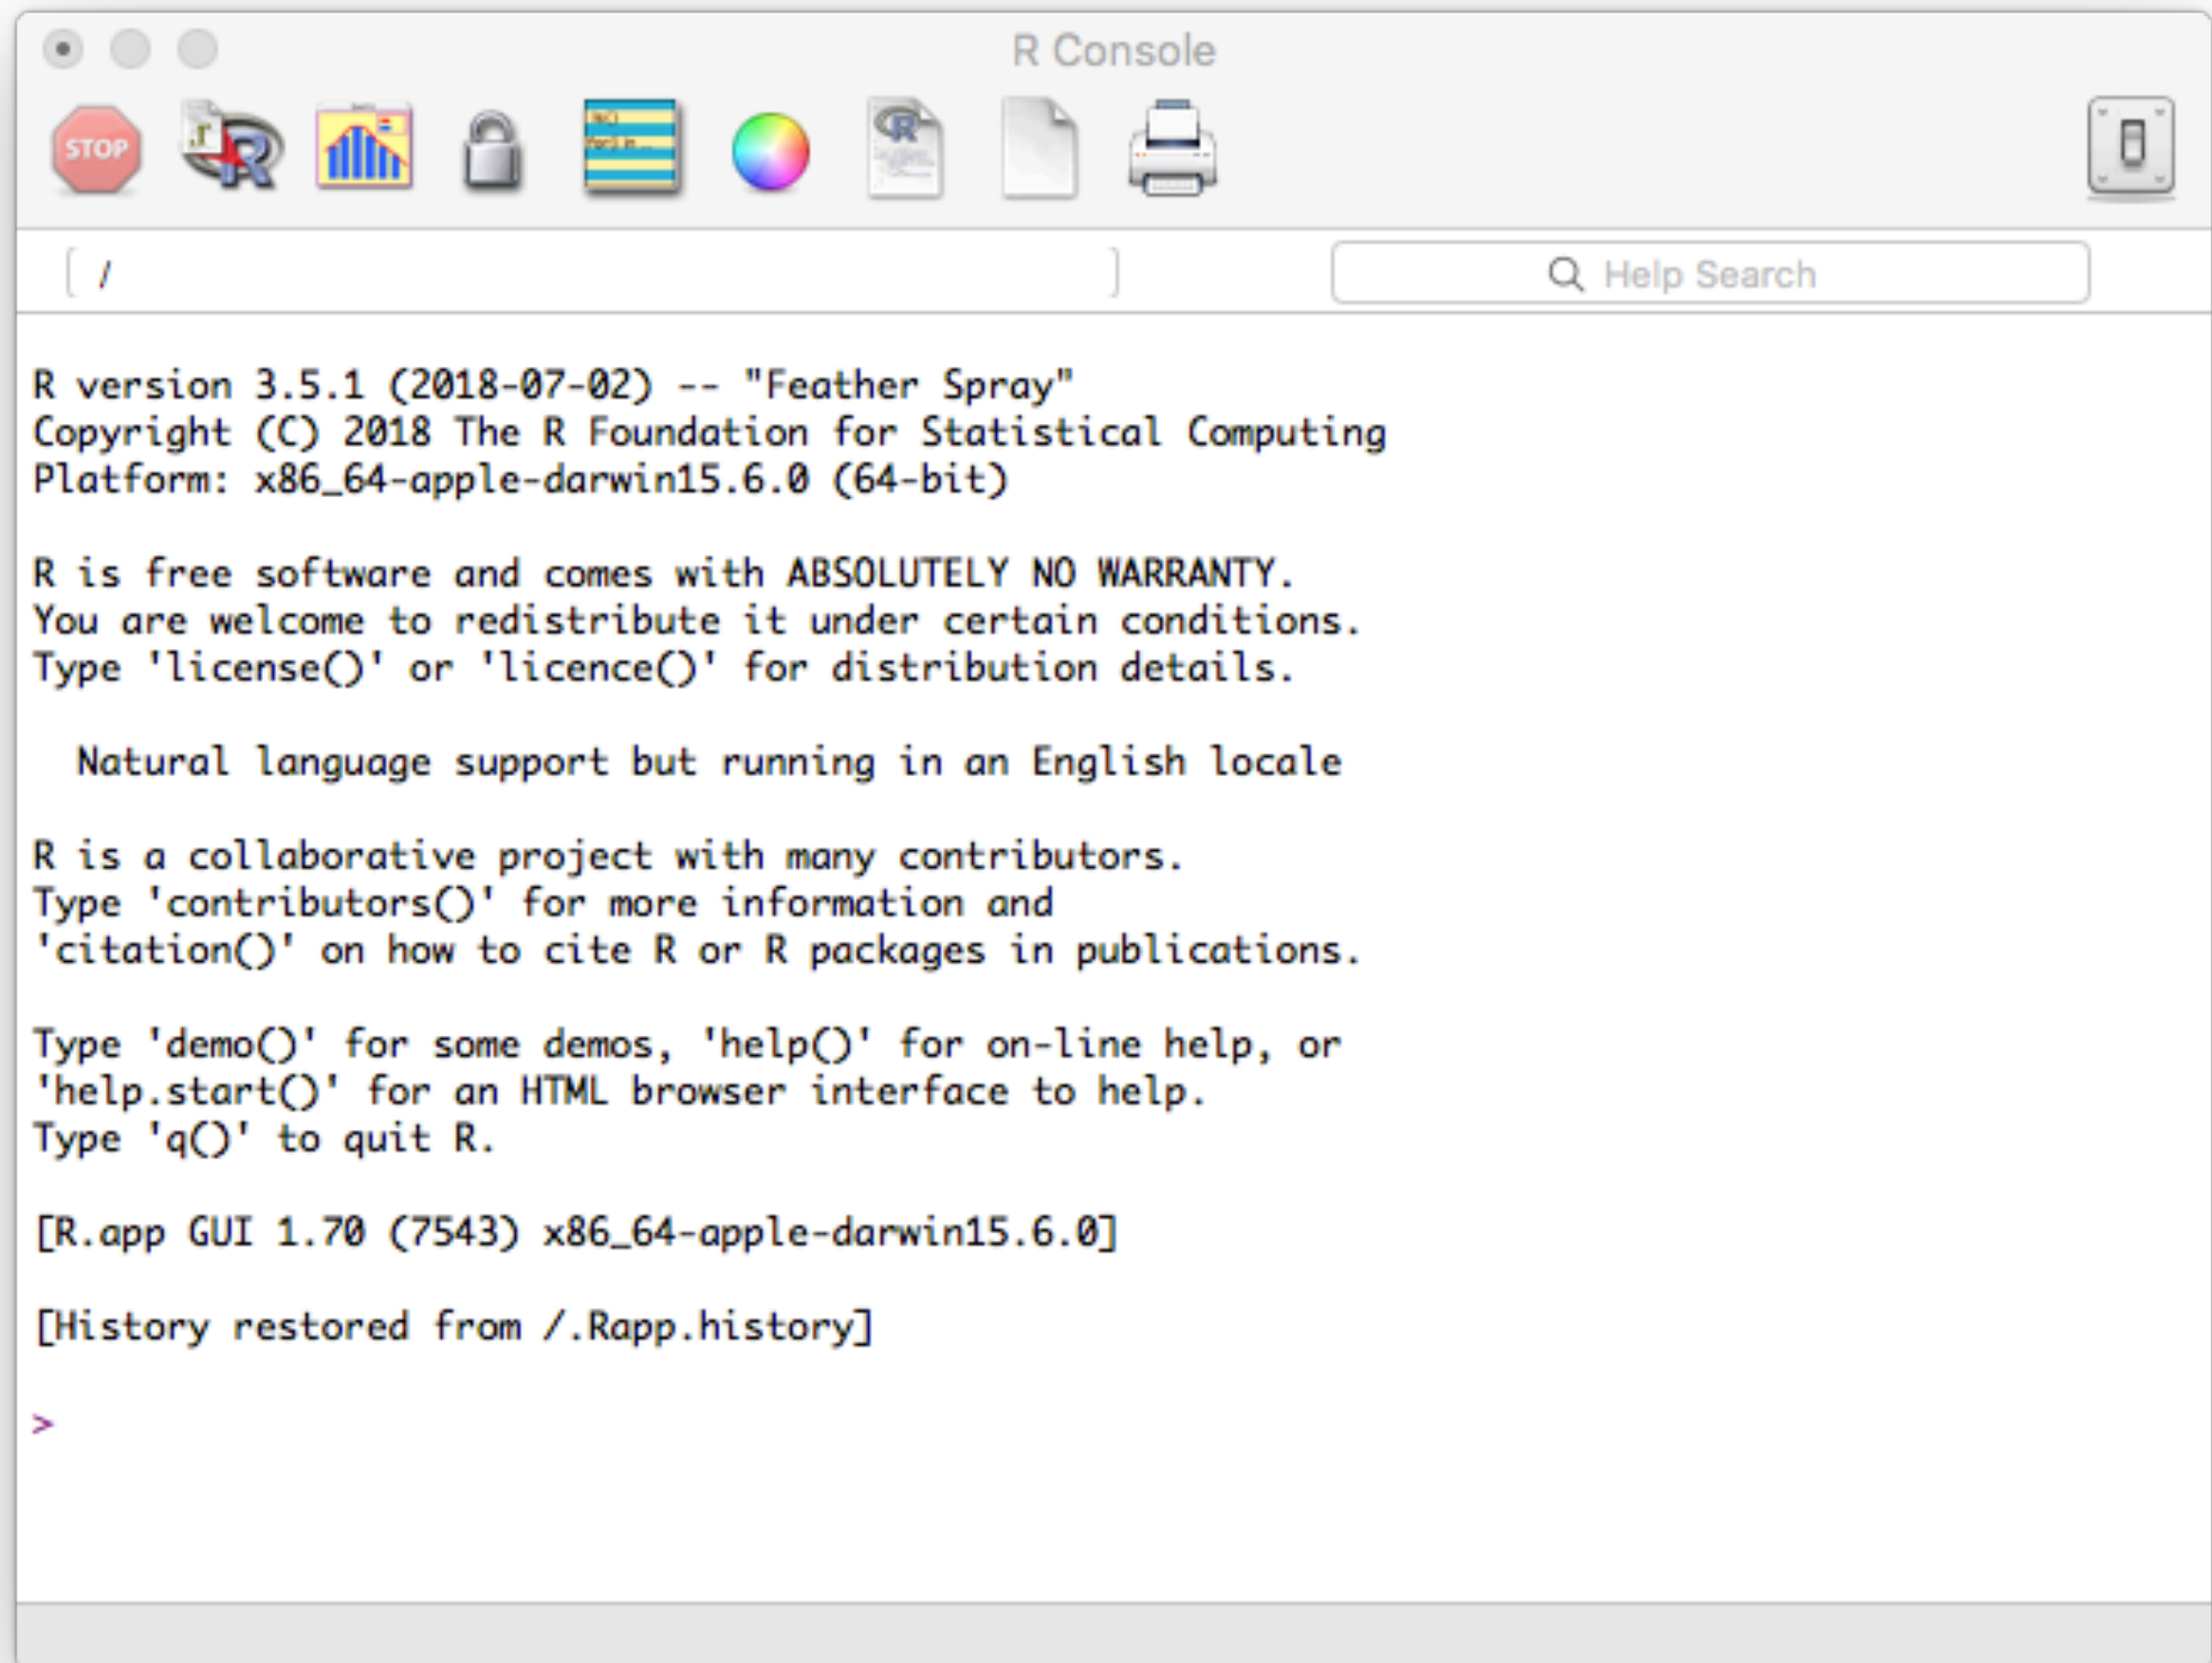 R Console
STOP
/
Help Search
R version 3.5.1 (2018-07-02) -- "Feather Spray"
Copyright (C) 2018 The R Foundation for Statistical Computing
Platform: x86_64-apple-darwin15.6.0 (64-bit)
R is free software and comes with ABSOLUTELY NO WARRANTY.
You are welcome to redistribute it under certain conditions.
Type 'license()' or 'licence()' for distribution details.
Natural language support but running in an English locale
R is a collaborative project with many contributors.
Type 'contributors()' for more information and
'citation()' on how to cite R or R packages in publications.
Type 'demo()' for some demos, 'help()' for on-line help, or
'help.start()' for an HTML browser interface to help.
Type 'q()' to quit R.
[R.app GUI 1.70 (7543) x86_64-apple-darwin15.6.0]
[History restored from /.Rapp.history]
>